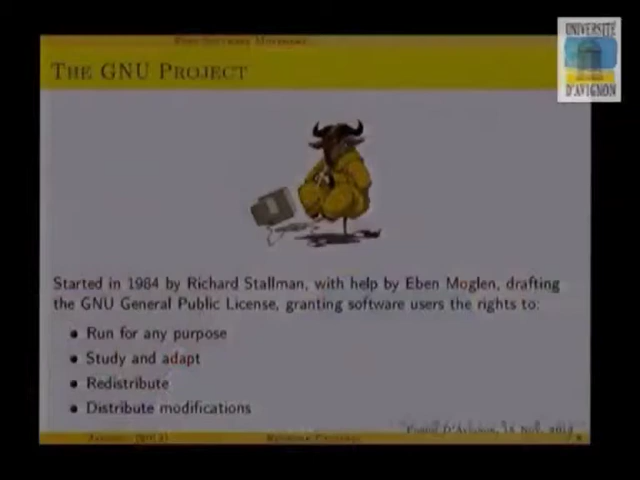 UNIVERSITÉ
D'AVIGNON
THE GNU PROJECT
Started in 1984 by Richard Stallman, with help by Eben Moglen, drafting
the GNU General Public License, granting software users the rights to:
Run for any purpose
Study and adapt
Redistribute
Distribute modifications